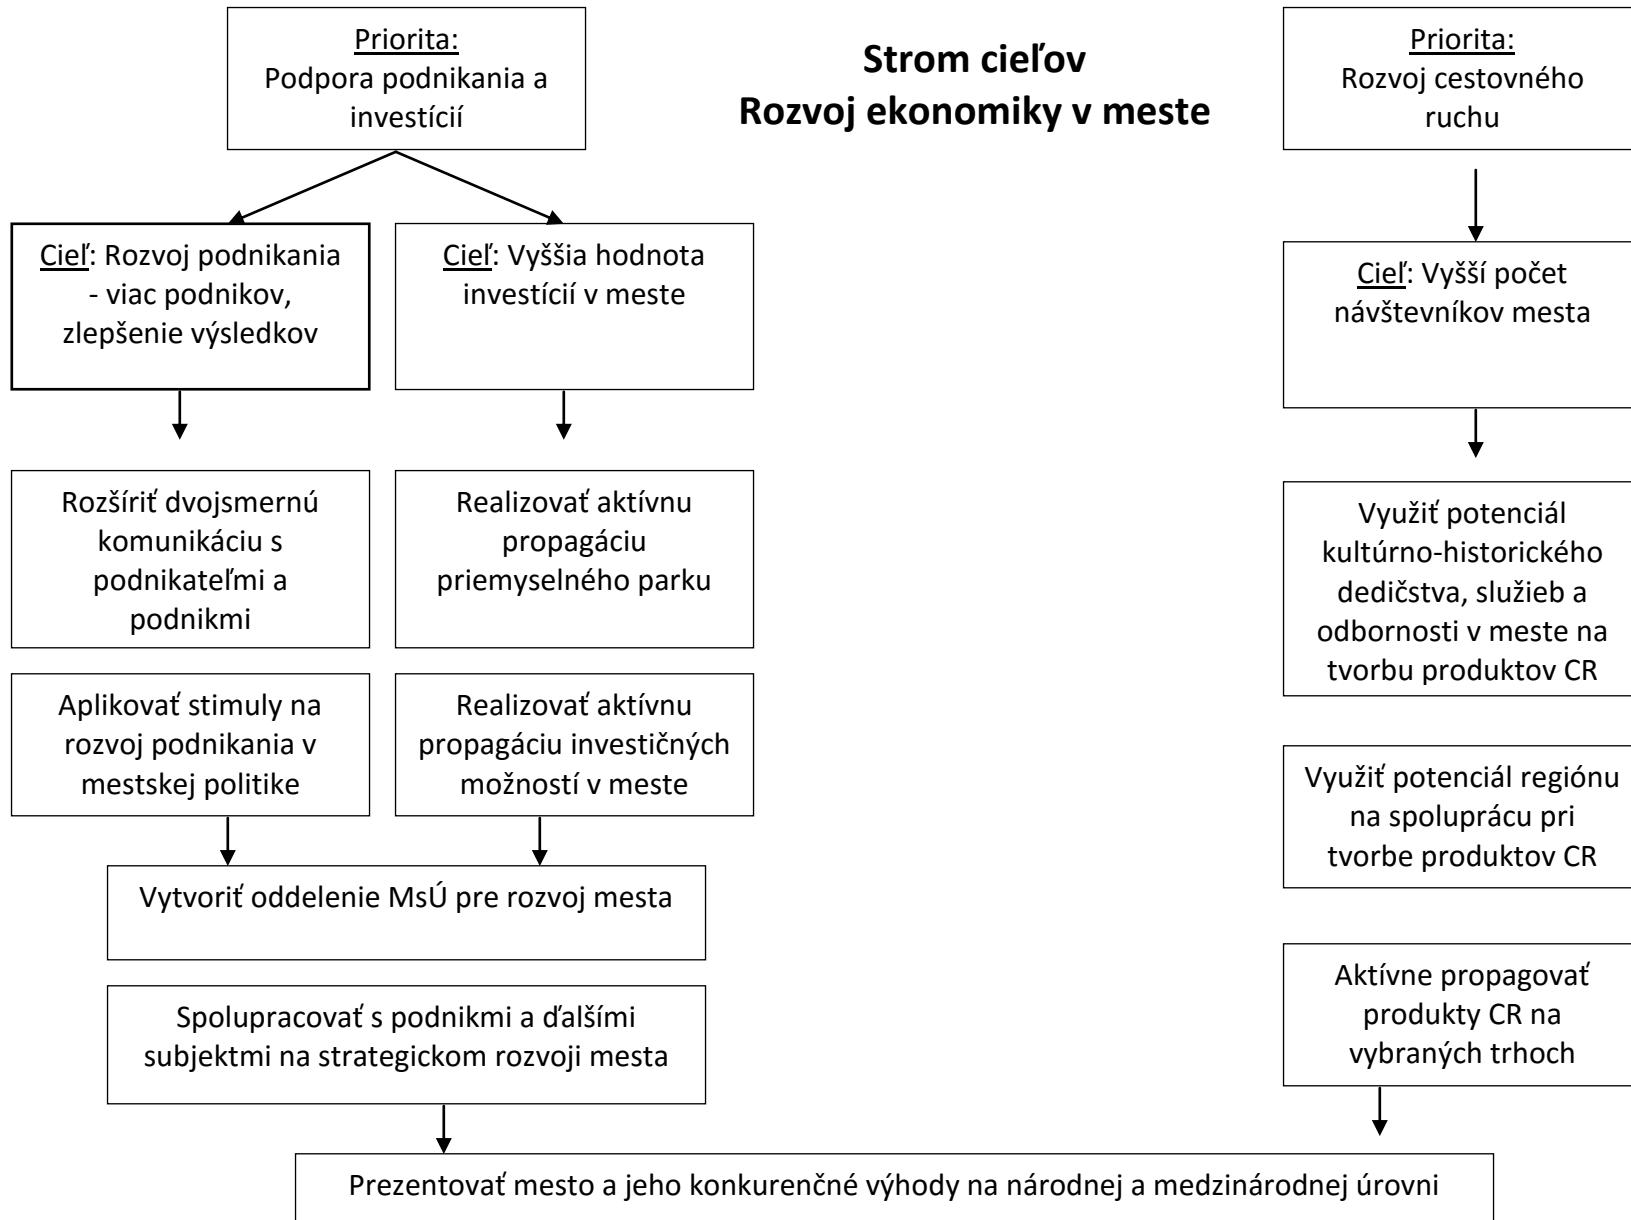 Priorita:
Podpora podnikania a
investícií
Strom cieľov
Rozvoj ekonomiky v meste
Priorita:
Rozvoj cestovného
ruchu
Cieľ: Rozvoj podnikania
- viac podnikov,
zlepšenie výsledkov
Cieľ: Vyššia hodnota
investícií v meste
Cieľ: Vyšší počet
návštevníkov mesta
Rozšíriť dvojsmernú
komunikáciu s
podnikateľmi a
podnikmi
Realizovať aktívnu
propagáciu
priemyselného parku
Využiť potenciál
kultúrno-historického
dedičstva, služieb a
odbornosti v meste na
tvorbu produktov CR
Aplikovať stimuly na
rozvoj podnikania v
mestskej politike
Realizovať aktívnu
propagáciu investičných
možností v meste
Využiť potenciál regiónu
na spoluprácu pri
tvorbe produktov CR
Vytvoriť oddelenie MsÚ pre rozvoj mesta
Spolupracovať s podnikmi a ďalšími
subjektmi na strategickom rozvoji mesta
Aktívne propagovať
produkty CR na
vybraných trhoch
Prezentovať mesto a jeho konkurenčné výhody na národnej a medzinárodnej úrovni